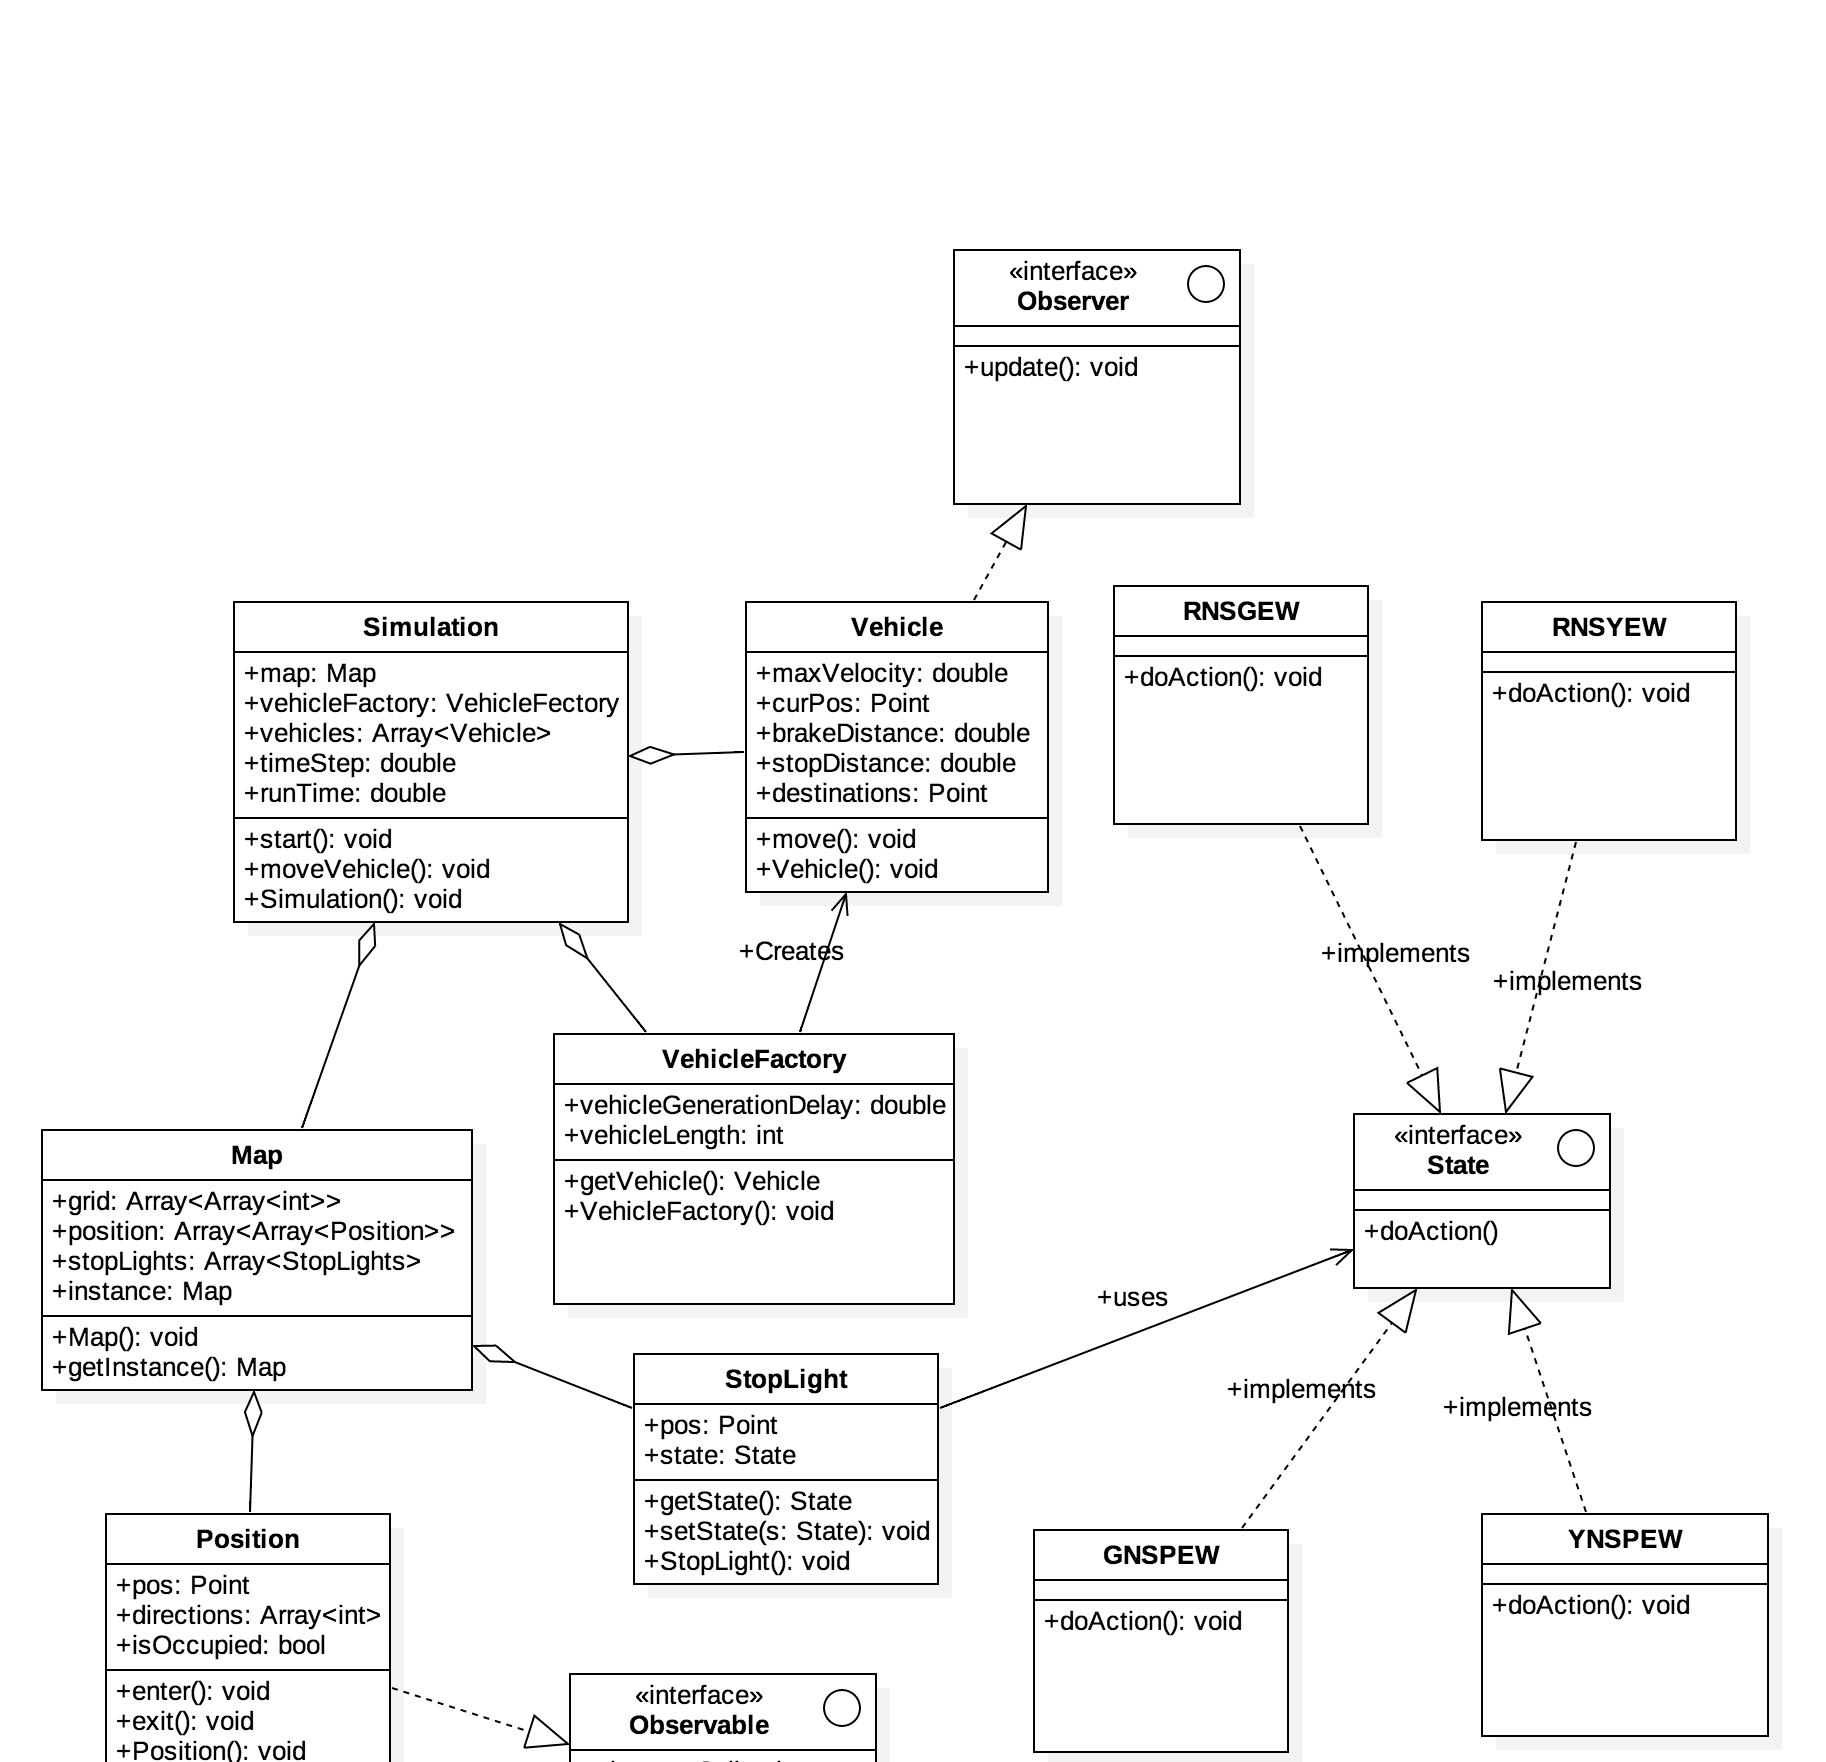 «interface»
Observer
+update(): void
Simulation
+map: Map
+vehicleFactory: VehicleFectory
+vehicles: Array<Vehicle>
+timeStep: double
+runTime: double
+start(): void
+moveVehicle(): void
+Simulation(): void
Vehicle
+maxVelocity: double
+curPos: Point
+brakeDistance: double
+stopDistance: double
+destinations: Point
+move(): void
+Vehicle(): void
RNSGEW
+doAction(): void
RNSYEW
+doAction(): void
+Creates
+implements
+implements
VehicleFactory
+vehicleGenerationDelay: double
+vehicleLength: int
+getVehicle(): Vehicle
+VehicleFactory(): void
Map
+grid: Array<Array<int>>
+position: Array<Array<Position>>
+stopLights: Array<StopLights>
+instance: Map
+Map(): void
+getInstance(): Map
«interface»
State
+doAction()
+uses
+implements
+implements
StopLight
+pos: Point
+state: State
+getState(): State
+setState(s: State): void
+StopLight(): void
Position
+pos: Point
+directions: Array<int>
+isOccupied: bool
+enter(): void
+exit(): void
+Position(): void
«interface»
Observable
GNSPEW
+doAction(): void
YNSPEW
+doAction(): void